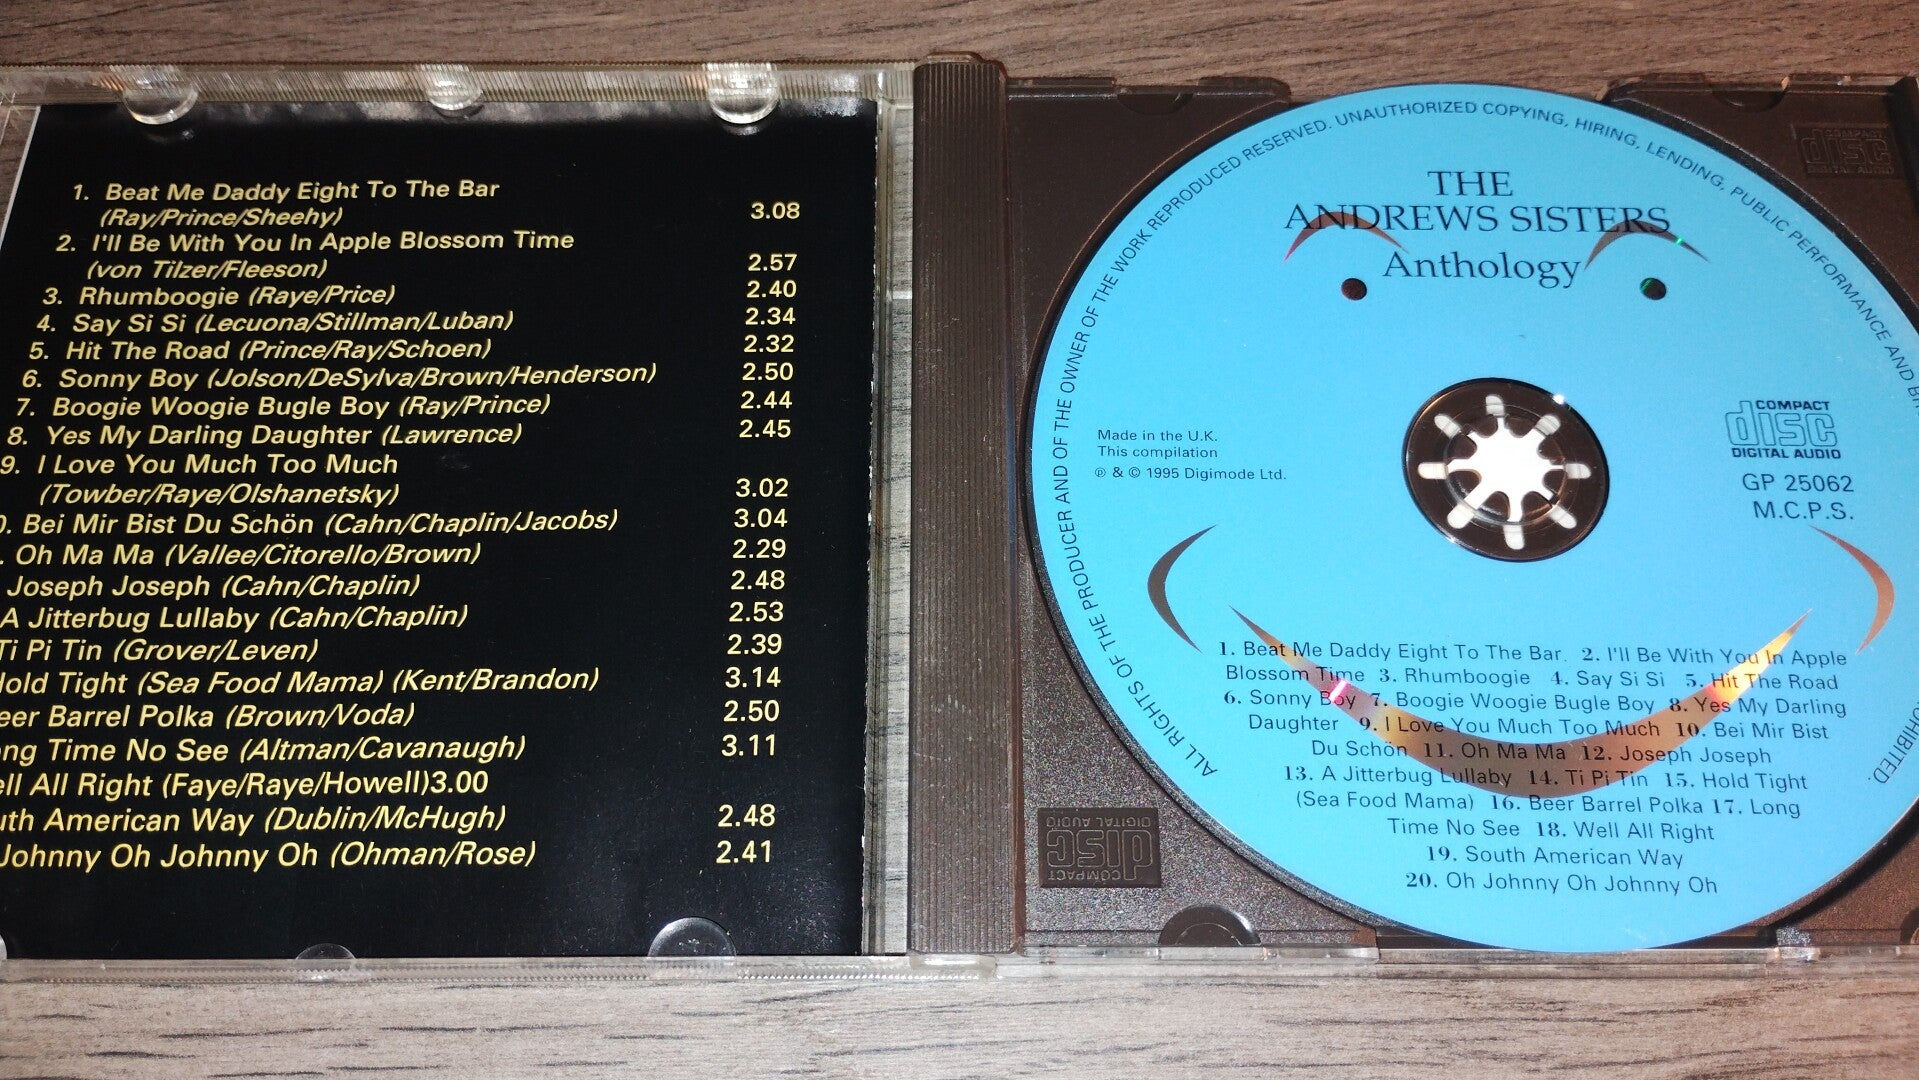 1. Beat Me Daddy Eight To The Bar
(Ray/Prince/Sheehy) 3.08
2. I'll Be With You In Apple Blossom Time
(von Tilzer/Fleeson) 2.57
3. Rhumboogie (Raye/Price) 2.40
4. Say Si Si (Lecuona/Stillman/Luban) 2.34
5. Hit The Road (Prince/Ray/Schoen) 2.32
6. Sonny Boy (Jolson/DeSylva/Brown/Henderson) 2.50
7. Boogie Woogie Bugle Boy (Ray/Prince) 2.44
8. Yes My Darling Daughter (Lawrence) 2.45
9. I Love You Much Too Much
(Towber/Raye/Olshanetsky) 3.02
0. Bei Mir Bist Du Schön (Cahn/Chaplin/Jacobs) 3.04
. Oh Ma Ma (Vallee/Citorello/Brown) 2.29
Joseph Joseph (Cahn/Chaplin) 2.48
A Jitterbug Lullaby (Cahn/Chaplin) 2.53
Ti Pi Tin (Grover/Leven) 2.39
Hold Tight (Sea Food Mama) (Kent/Brandon) 3.14
eer Barrel Polka (Brown/Voda) 2.50
ong Time No See (Altman/Cavanaugh) 3.11
ell All Right (Faye/Raye/Howell)3.00
uth American Way (Dublin/McHugh) 2.48
Johnny Oh Johnny Oh (Ohman/Rose) 2.41
ALL RIGHTS OF THE PRODUCER AND OF THE OWNER OF THE WORK REPRODUCED RESERVED. UNAUTHORIZED COPYING, HIRING, LENDING, PUBLIC PERFORMANCE AND
OHIBITED.
THE
ANDREWS SISTERS
Anthology
COMPACT
disc
DIGITAL AUDIO
Made in the U.K.
This compilation
℗ & © 1995 Digimode Ltd.
COMPACT
disc
DIGITAL AUDIO
GP 25062
M.C.P.S.
1. Beat Me Daddy Eight To The Bar. 2. I'll Be With You In Apple
Blossom Time 3. Rhumboogie 4. Say Si Si 5. Hit The Road
6. Sonny Boy 7. Boogie Woogie Bugle Boy 8. Yes My Darling
Daughter 9. I Love You Much Too Much 10. Bei Mir Bist
Du Schön 11. Oh Ma Ma 12. Joseph Joseph
13. A Jitterbug Lullaby 14. Ti Pi Tin 15. Hold Tight
(Sea Food Mama) 16. Beer Barrel Polka 17. Long
Time No See 18. Well All Right
19. South American Way
20. Oh Johnny Oh Johnny Oh
COMPACT
disc
DIGITAL AUDIO